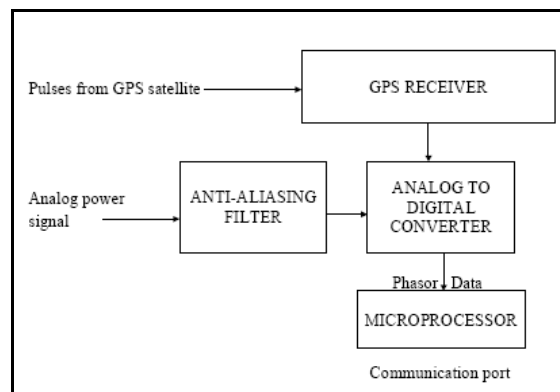 Pulses from GPS satellite
GPS RECEIVER
Analog power
signal
ANTI-ALIASING
FILTER
ANALOG TO
DIGITAL
CONVERTER
Phasor Data
MICROPROCESSOR
Communication port